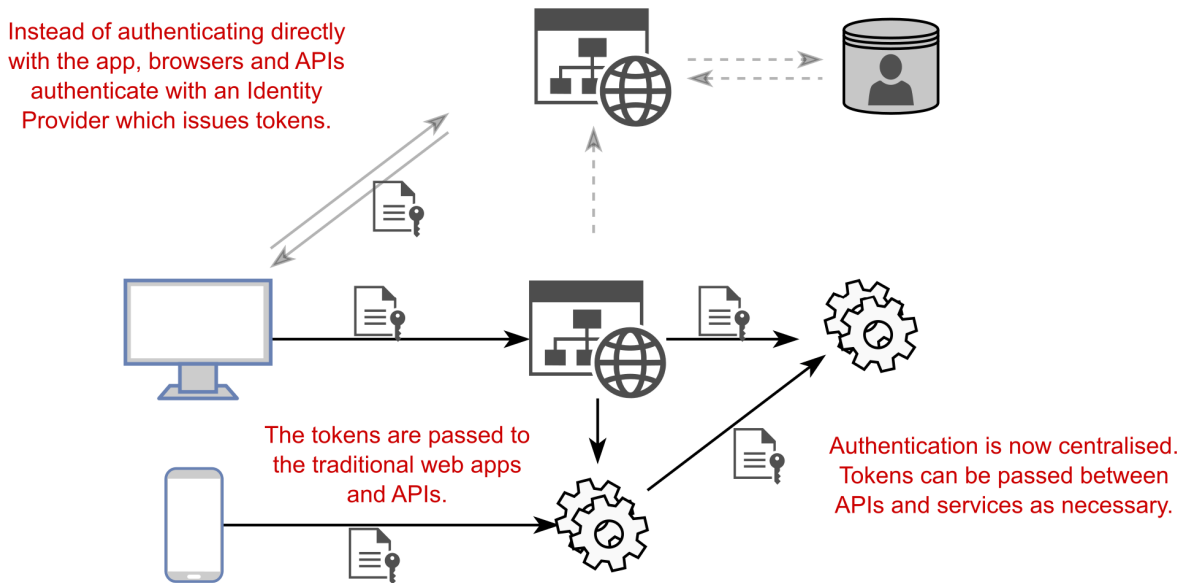 Instead of authenticating directly
with the app, browsers and APIs
authenticate with an Identity
Provider which issues tokens.
The tokens are passed to
the traditional web apps
and APIs.
Authentication is now centralised.
Tokens can be passed between
APIs and services as necessary.